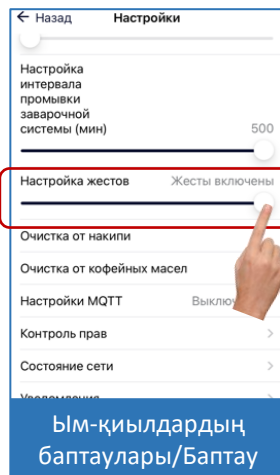 ← Назад Настройки
Настройка
интервала
промывки
заварочной
системы (мин) 500
Настройка жестов Жесты включены
Очистка от накипи
Очистка от кофейных масел
Настройки MQTT
Контроль прав
Состояние сети
Ым-қиылдардың
баптаулары/Баптау